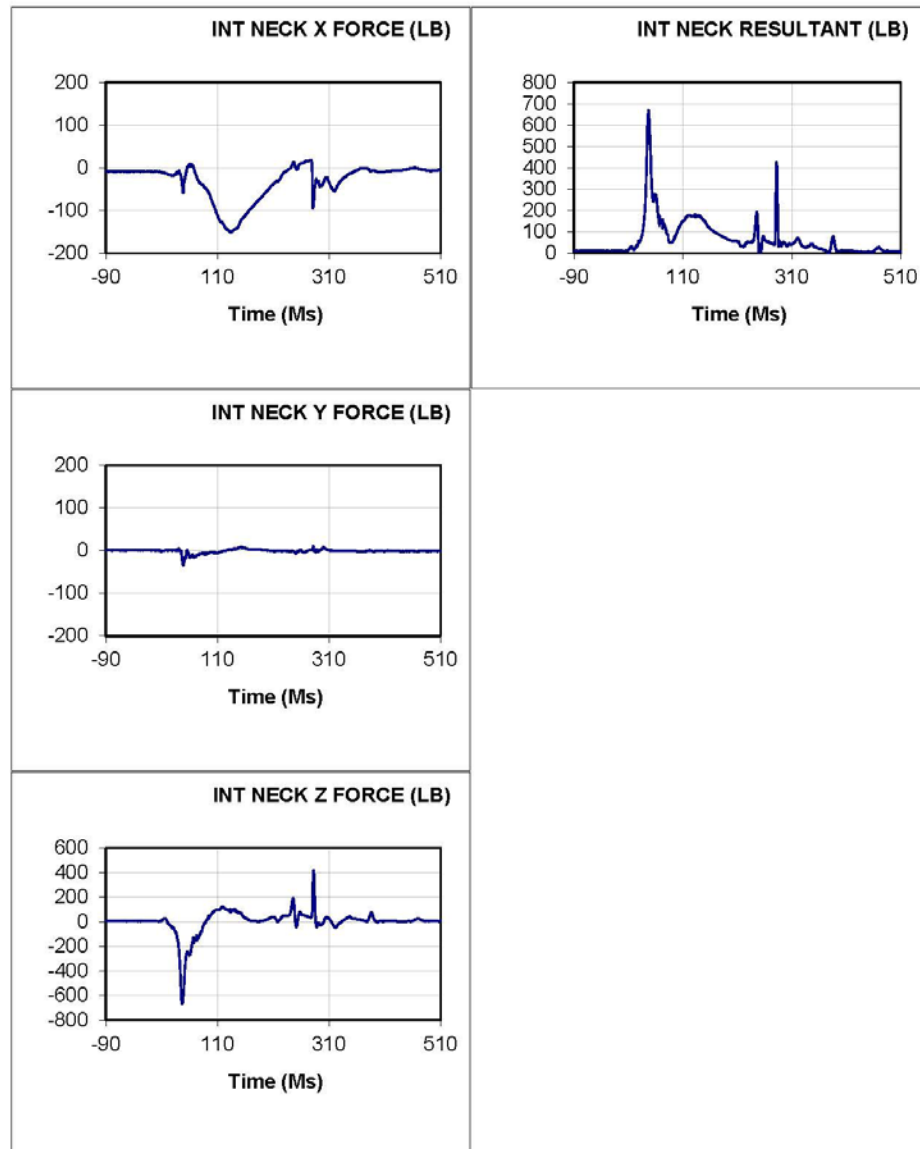 INT NECK X FORCE (LB)
200
100
0
-100
-200
-90 110 310 510
Time (Ms)
INT NECK RESULTANT (LB)
800
700
600
500
400
300
200
100
0
-90 110 310 510
Time (Ms)
INT NECK Y FORCE (LB)
200
100
0
-100
-200
-90 110 310 510
Time (Ms)
INT NECK Z FORCE (LB)
600
400
200
0
-200
-400
-600
-800
-90 110 310 510
Time (Ms)